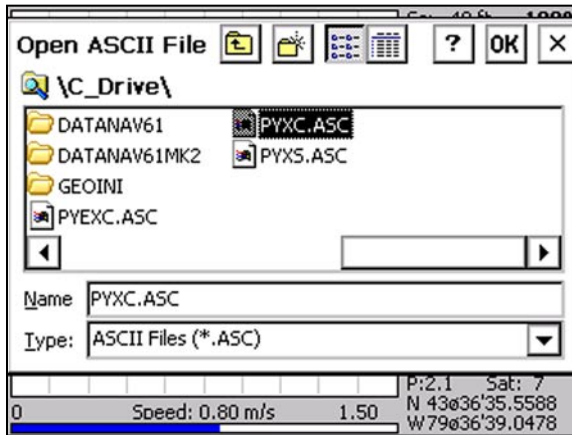 Open ASCII File ? OK ×
\C_Drive\
DATANAV61 PYXC.ASC
DATANAV61MK2 PYXS.ASC
GEOINI
PYEXC.ASC
Name PYXC.ASC
Type: ASCII Files (*.ASC)
P:2.1 Sat: 7
0 Speed: 0.80 m/s 1.50 N 43ø36'35.5588
W79ø36'39.0478